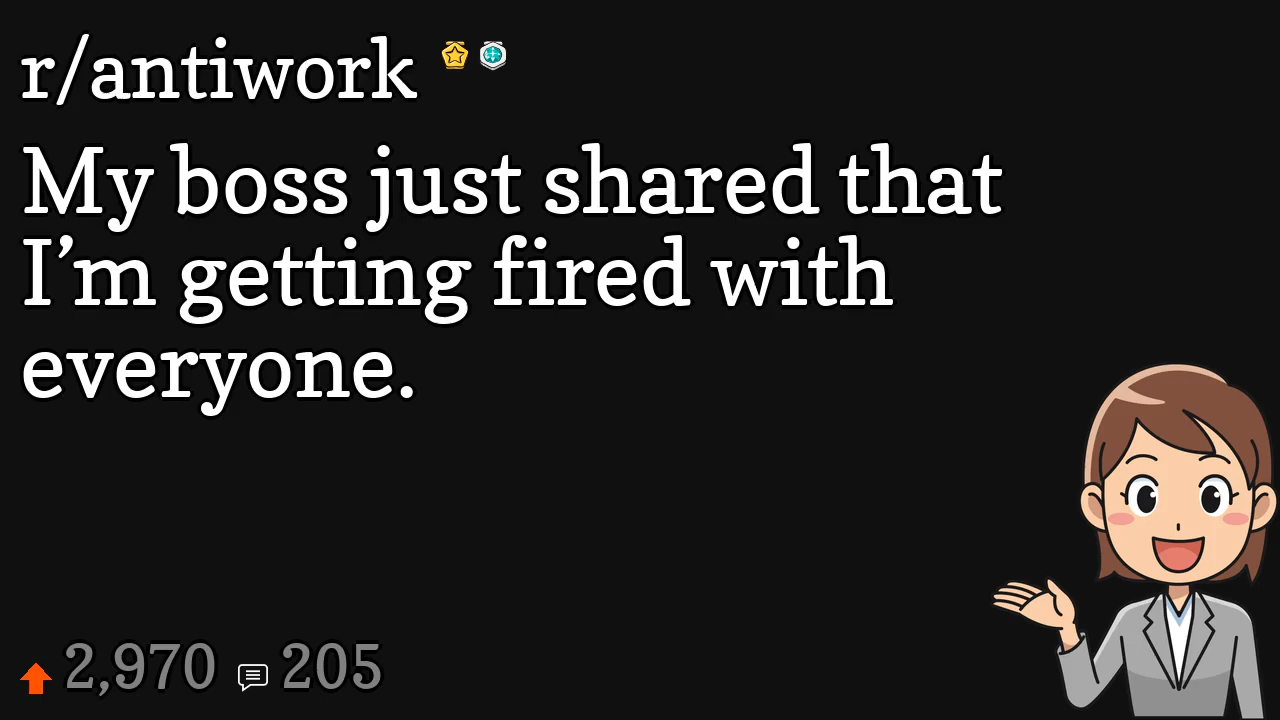 r/antiwork
My boss just shared that
I’m getting fired with
everyone.
2,970 205